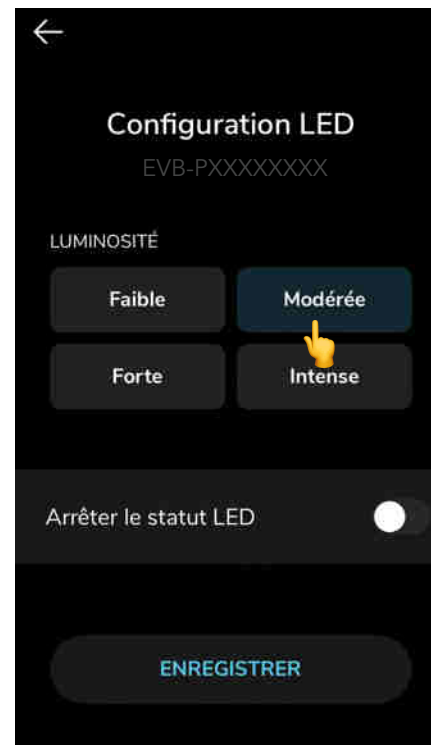 Configuration LED
EVB-PXXXXXXXX
LUMINOSITÉ
Faible
Modérée
Forte
Intense
Arrêter le statut LED
ENREGISTRER